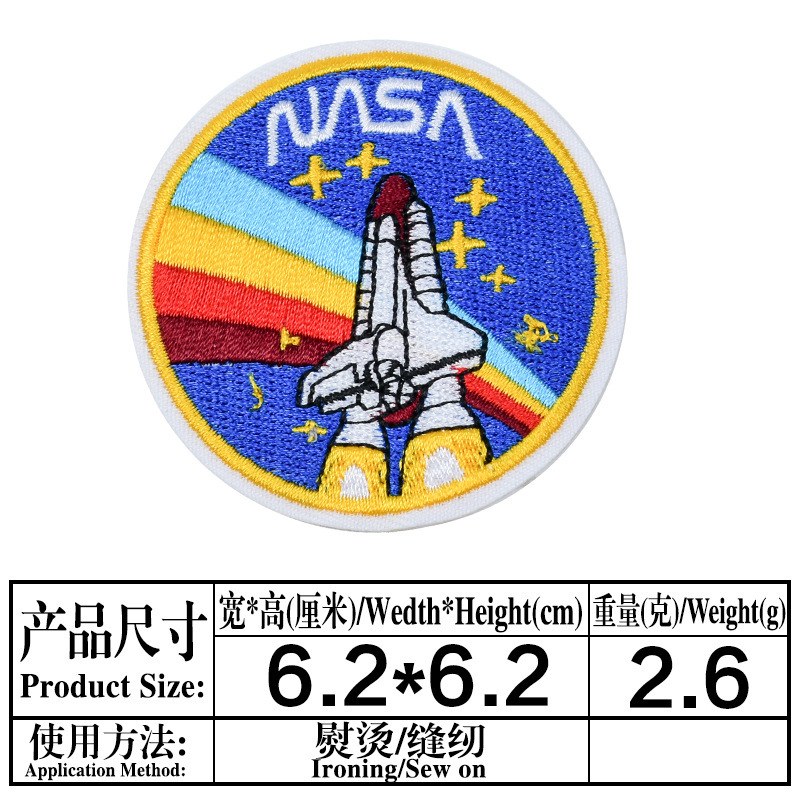 NASA
产品尺寸
Product Size:
宽*高(厘米)/Wedth*Height(cm)
重量(克)/Weight(g)
6.2*6.2
2.6
使用方法:
Application Method:
熨烫/缝纫
Ironing/Sew on